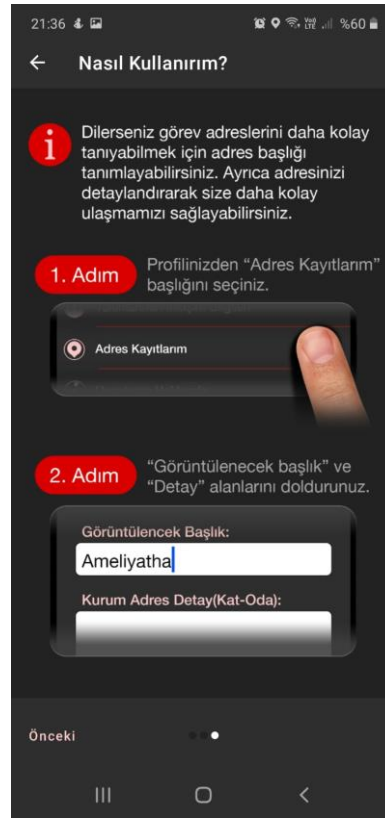 21:36 %60
Nasıl Kullanırım?
i
Dilerseniz görev adreslerini daha kolay
tanıyabilmek için adres başlığı
tanımlayabilirsiniz. Ayrıca adresinizi
detaylandırarak size daha kolay
ulaşmamızı sağlayabilirsiniz.
1. Adım
Profilinizden “Adres Kayıtlarım”
başlığını seçiniz.
Adres Kayıtlarım
2. Adım
“Görüntülenecek başlık” ve
“Detay” alanlarını doldurunuz.
Görüntülencek Başlık:
Ameliyatha
Kurum Adres Detay(Kat-Oda):
Önceki